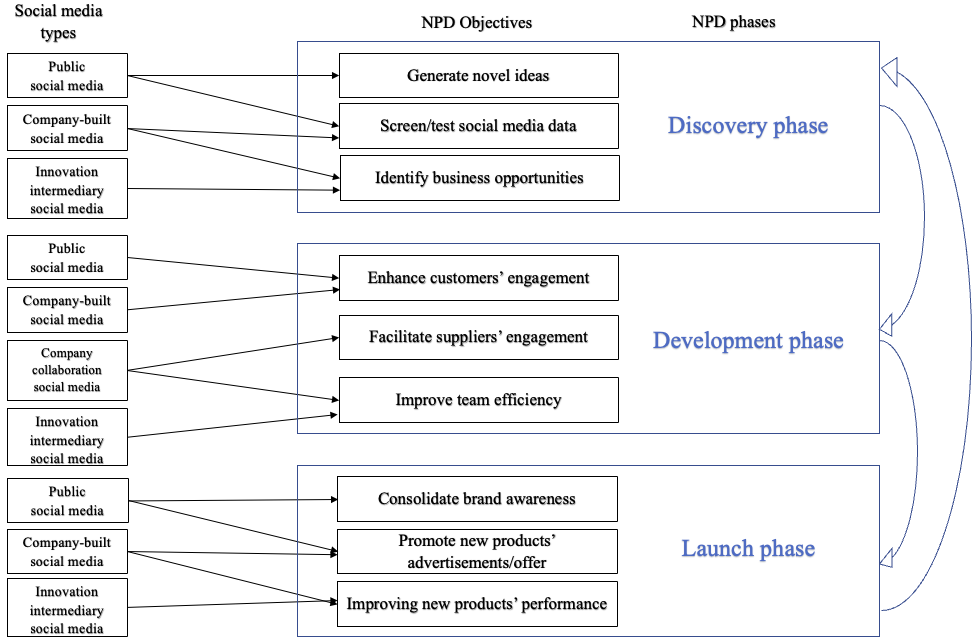 Social media
types
NPD Objectives
NPD phases
Public
social media
Company-built
social media
Innovation
intermediary
social media
Generate novel ideas
Screen/test social media data
Identify business opportunities
Discovery phase
Public
social media
Company-built
social media
Company
collaboration
social media
Innovation
intermediary
social media
Enhance customers’ engagement
Facilitate suppliers’ engagement
Improve team efficiency
Development phase
Public
social media
Company-built
social media
Innovation
intermediary
social media
Consolidate brand awareness
Promote new products’
advertisements/offer
Improving new products’ performance
Launch phase